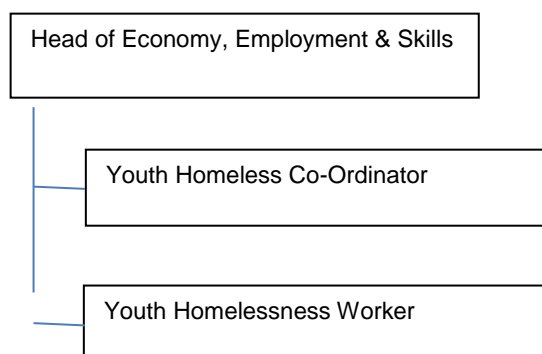 Head of Economy, Employment & Skills
Youth Homeless Co-Ordinator
Youth Homelessness Worker